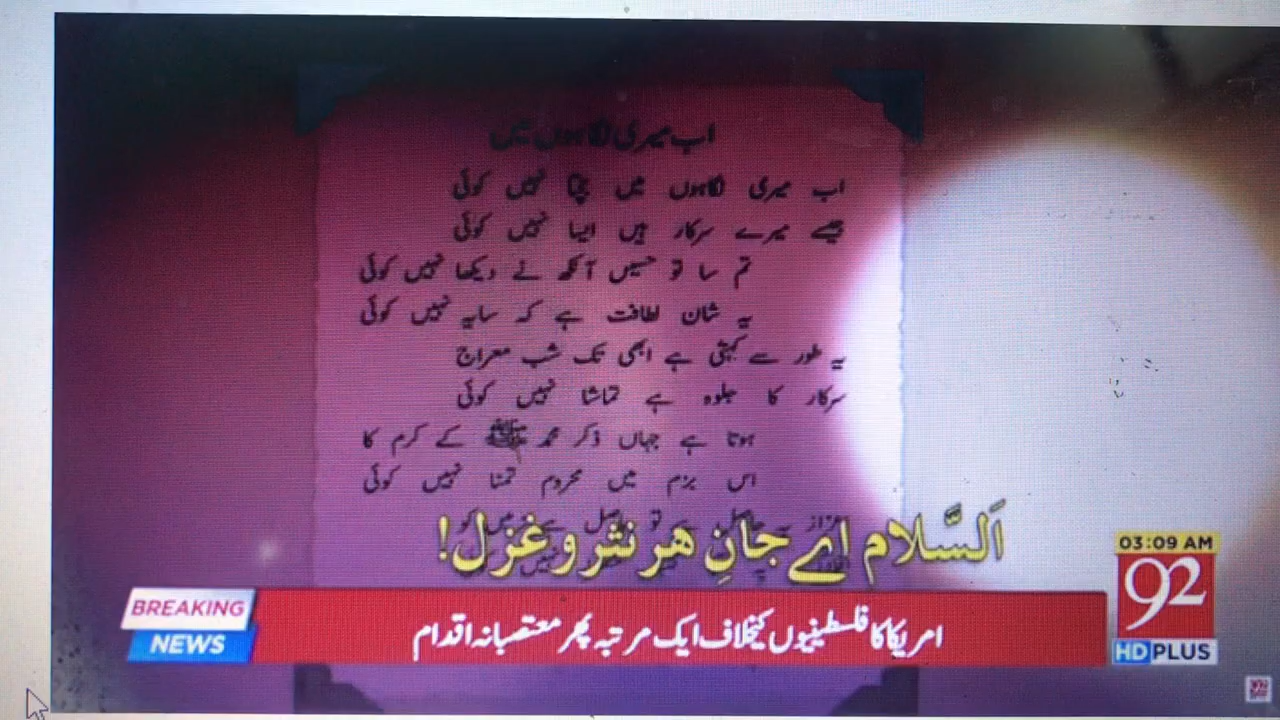 اب میری نگاہوں میں
اب میری نگاہوں میں جچتا نہیں کوئی
جیسے میرے سرکار ہیں ایسا نہیں کوئی
تم سا تو حسیں آنکھ نے دیکھا نہیں کوئی
یہ شان لطافت ہے کہ سایہ نہیں کوئی
یہ طور سے کہتی ہے ابھی تک شب معراج
سرکار کا جلوہ ہے تماشا نہیں کوئی
ہوتا ہے جہاں ذکر محمد ﷺ کے کرم کا
اس بزم میں محروم تمنا نہیں کوئی
اَلسَّلام اے جانِ هر نثر و غزل!
03:09 AM
92
HD PLUS
BREAKING
NEWS
امریکا کا فلسطینیوں کیخلاف ایک مرتبہ پھر متعصبانہ اقدام